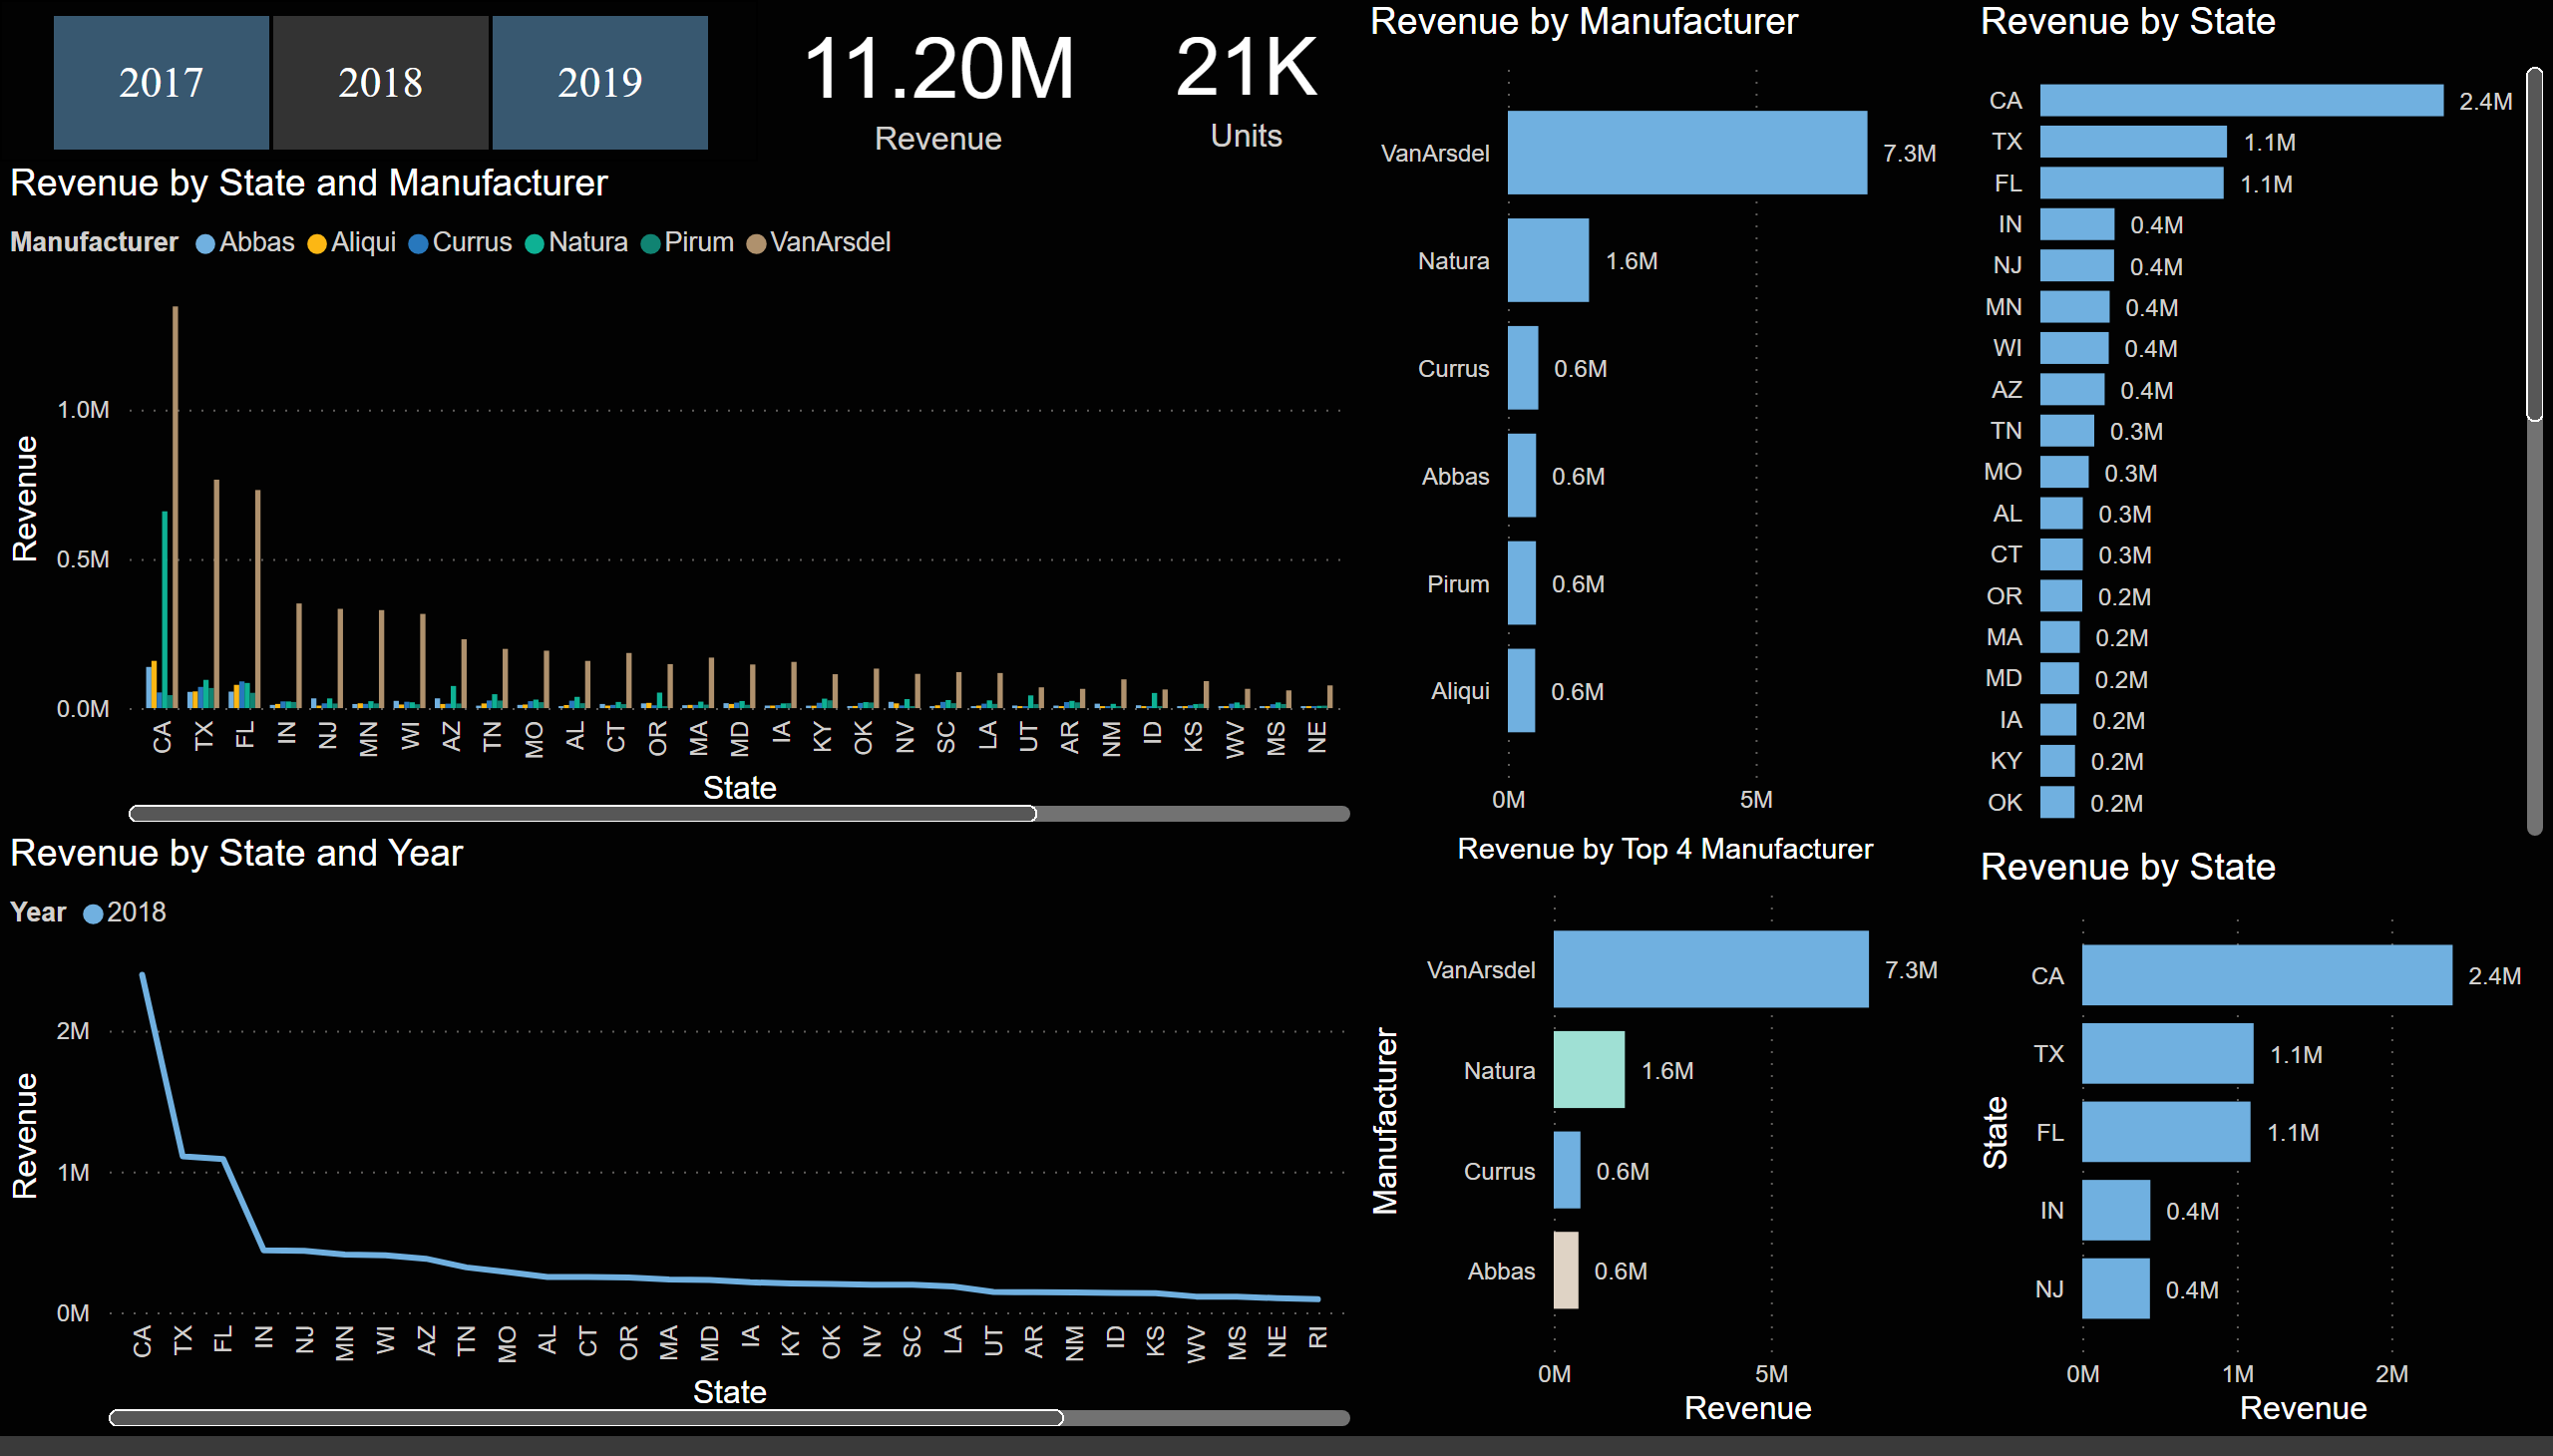 2017 2018 2019
11.20M
Revenue
21K
Units
Revenue by State and Manufacturer
Manufacturer Abbas Aliqui Currus Natura Pirum VanArsdel
Revenue
1.0M
0.5M
0.0M
CA TX FL IN NJ MN WI AZ TN MO AL CT OR MA MD IA KY OK NV SC LA UT AR NM ID KS WV MS NE
State
Revenue by State and Year
Year 2018
Revenue
2M
1M
0M
CA TX FL IN NJ MN WI AZ TN MO AL CT OR MA MD IA KY OK NV SC LA UT AR NM ID KS WV MS NE RI
State
Revenue by Manufacturer
VanArsdel 7.3M
Natura 1.6M
Currus 0.6M
Abbas 0.6M
Pirum 0.6M
Aliqui 0.6M
0M 5M
Revenue by State
CA 2.4M
TX 1.1M
FL 1.1M
IN 0.4M
NJ 0.4M
MN 0.4M
WI 0.4M
AZ 0.4M
TN 0.3M
MO 0.3M
AL 0.3M
CT 0.3M
OR 0.2M
MA 0.2M
MD 0.2M
IA 0.2M
KY 0.2M
OK 0.2M
Revenue by Top 4 Manufacturer
Manufacturer
VanArsdel 7.3M
Natura 1.6M
Currus 0.6M
Abbas 0.6M
0M 5M
Revenue
Revenue by State
State
CA 2.4M
TX 1.1M
FL 1.1M
IN 0.4M
NJ 0.4M
0M 1M 2M
Revenue